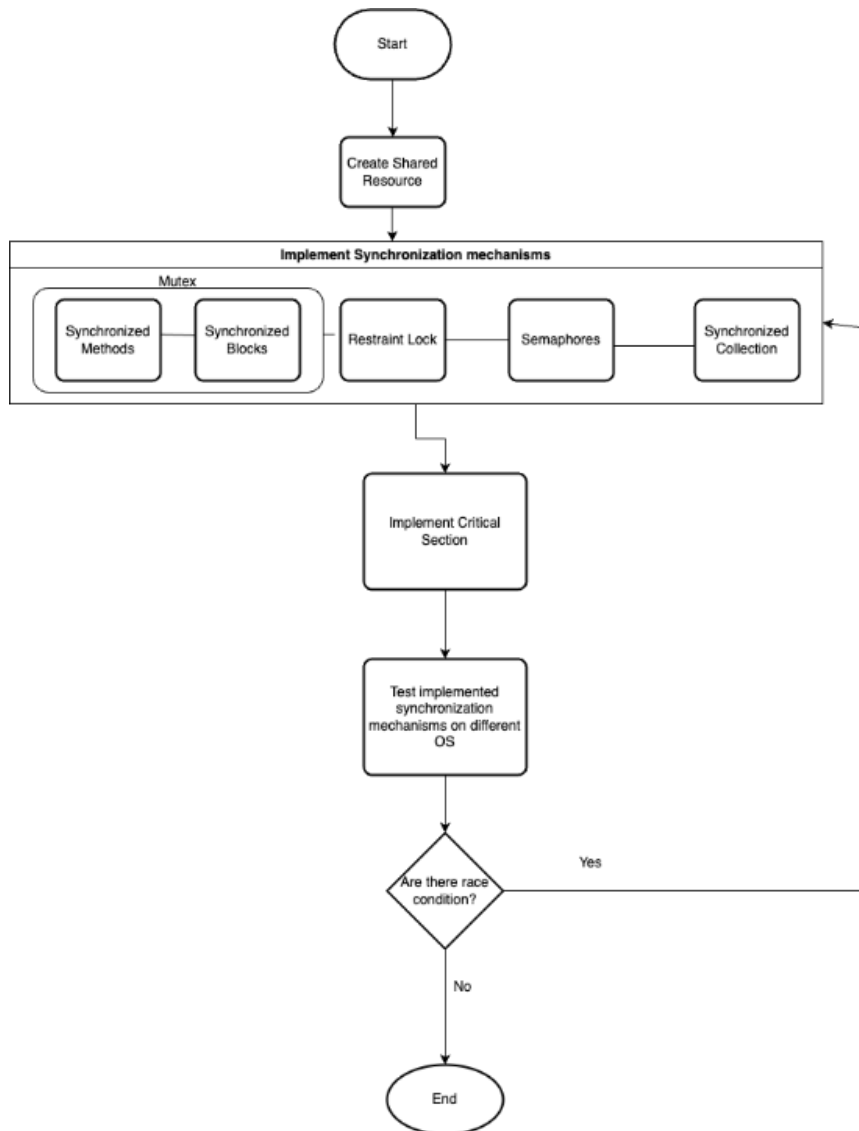 Start
Create Shared
Resource
Implement Synchronization mechanisms
Mutex
Synchronized
Methods
Synchronized
Blocks
Restraint Lock
Semaphores
Synchronized
Collection
Implement Critical
Section
Test implemented
synchronization
mechanisms on different
OS
Are there race
condition?
Yes
No
End